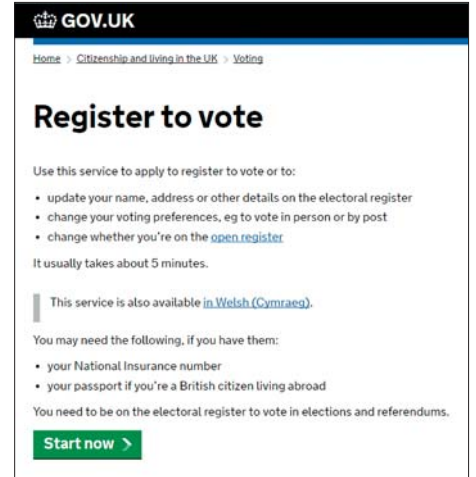 GOV.UK
Home > Citizenship and living in the UK > Voting
Register to vote
Use this service to apply to register to vote or to:
• update your name, address or other details on the electoral register
• change your voting preferences, eg to vote in person or by post
• change whether you're on the open register
It usually takes about 5 minutes.
This service is also available in Welsh (Cymraeg).
You may need the following, if you have them:
• your National Insurance number
• your passport if you're a British citizen living abroad
You need to be on the electoral register to vote in elections and referendums.
Start now >